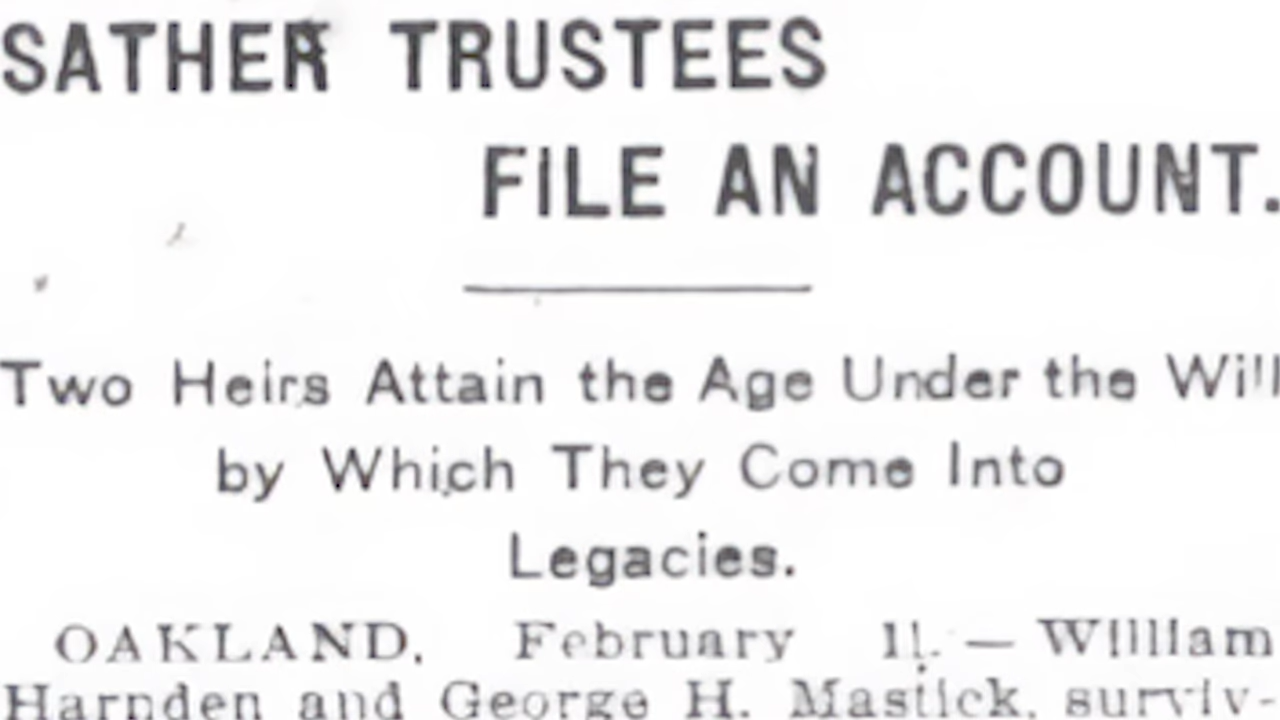 SATHER TRUSTEES
FILE AN ACCOUNT.
Two Heirs Attain the Age Under the Will
by Which They Come Into
Legacies.
OAKLAND, February 11.—William
Harnden and George H. Mastick, surviv-